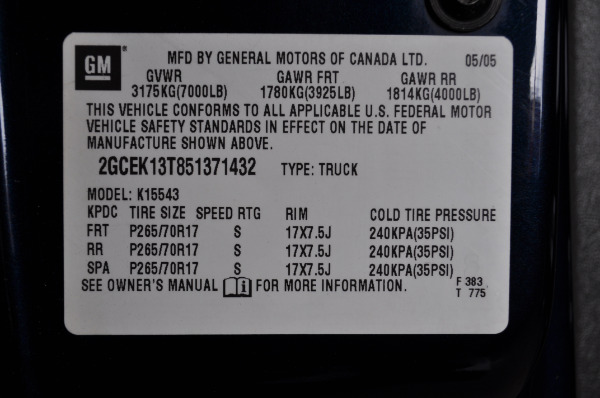 GM
MFD BY GENERAL MOTORS OF CANADA LTD. 05/05
GVWR GAWR FRT GAWR RR
3175KG(7000LB) 1780KG(3925LB) 1814KG(4000LB)
THIS VEHICLE CONFORMS TO ALL APPLICABLE U.S. FEDERAL MOTOR
VEHICLE SAFETY STANDARDS IN EFFECT ON THE DATE OF
MANUFACTURE SHOWN ABOVE.
2GCEK13T851371432 TYPE: TRUCK
MODEL: K15543
KPDC TIRE SIZE SPEED RTG RIM COLD TIRE PRESSURE
FRT P265/70R17 S 17X7.5J 240KPA(35PSI)
RR P265/70R17 S 17X7.5J 240KPA(35PSI)
SPA P265/70R17 S 17X7.5J 240KPA(35PSI)
SEE OWNER'S MANUAL FOR MORE INFORMATION. F 383
T 775